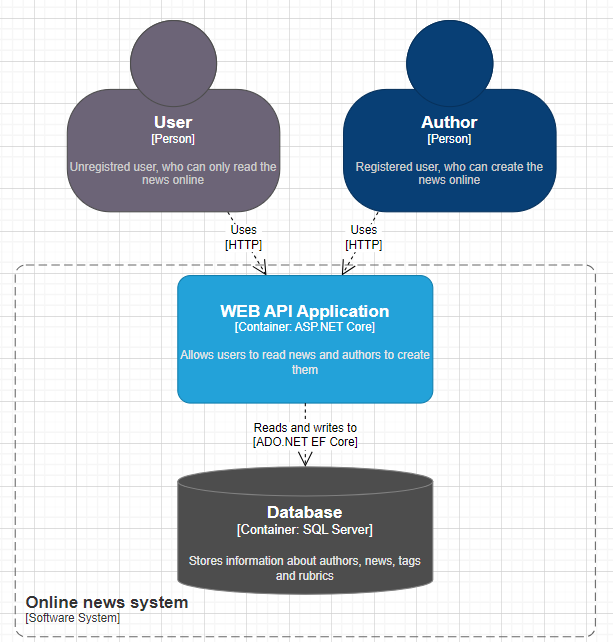 User
[Person]
Unregistred user, who can only read the
news online
Author
[Person]
Registered user, who can create the
news online
Uses
[HTTP]
Uses
[HTTP]
WEB API Application
[Container: ASP.NET Core]
Allows users to read news and authors to create
them
Reads and writes to
[ADO.NET EF Core]
Database
[Container: SQL Server]
Stores information about authors, news, tags
and rubrics
Online news system
[Software System]